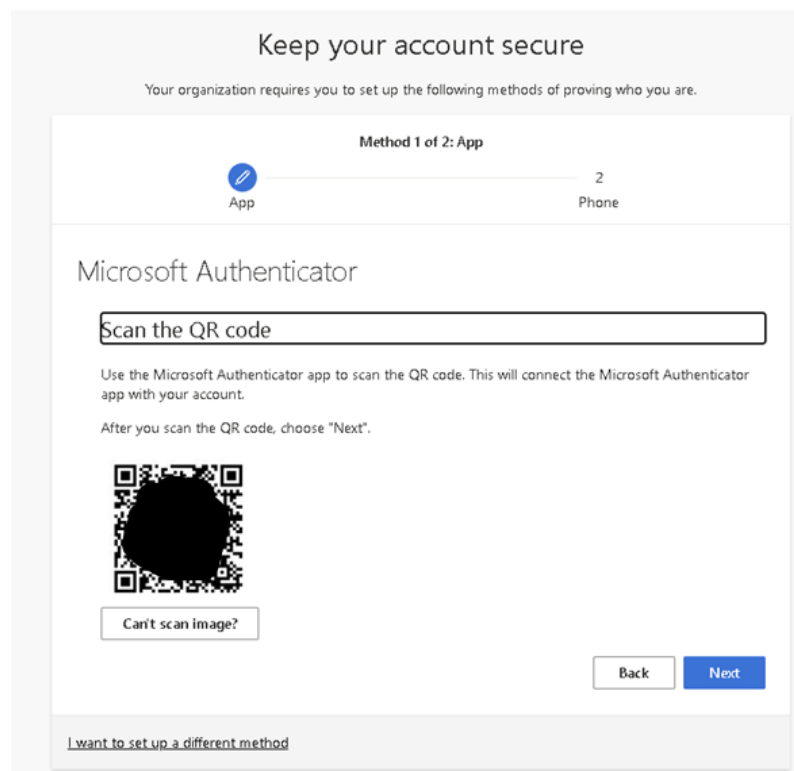 Keep your account secure
Your organization requires you to set up the following methods of proving who you are.
Method 1 of 2: App
App
2
Phone
Microsoft Authenticator
Scan the QR code
Use the Microsoft Authenticator app to scan the QR code. This will connect the Microsoft Authenticator
app with your account.
After you scan the QR code, choose "Next".
Can't scan image?
Back
Next
I want to set up a different method